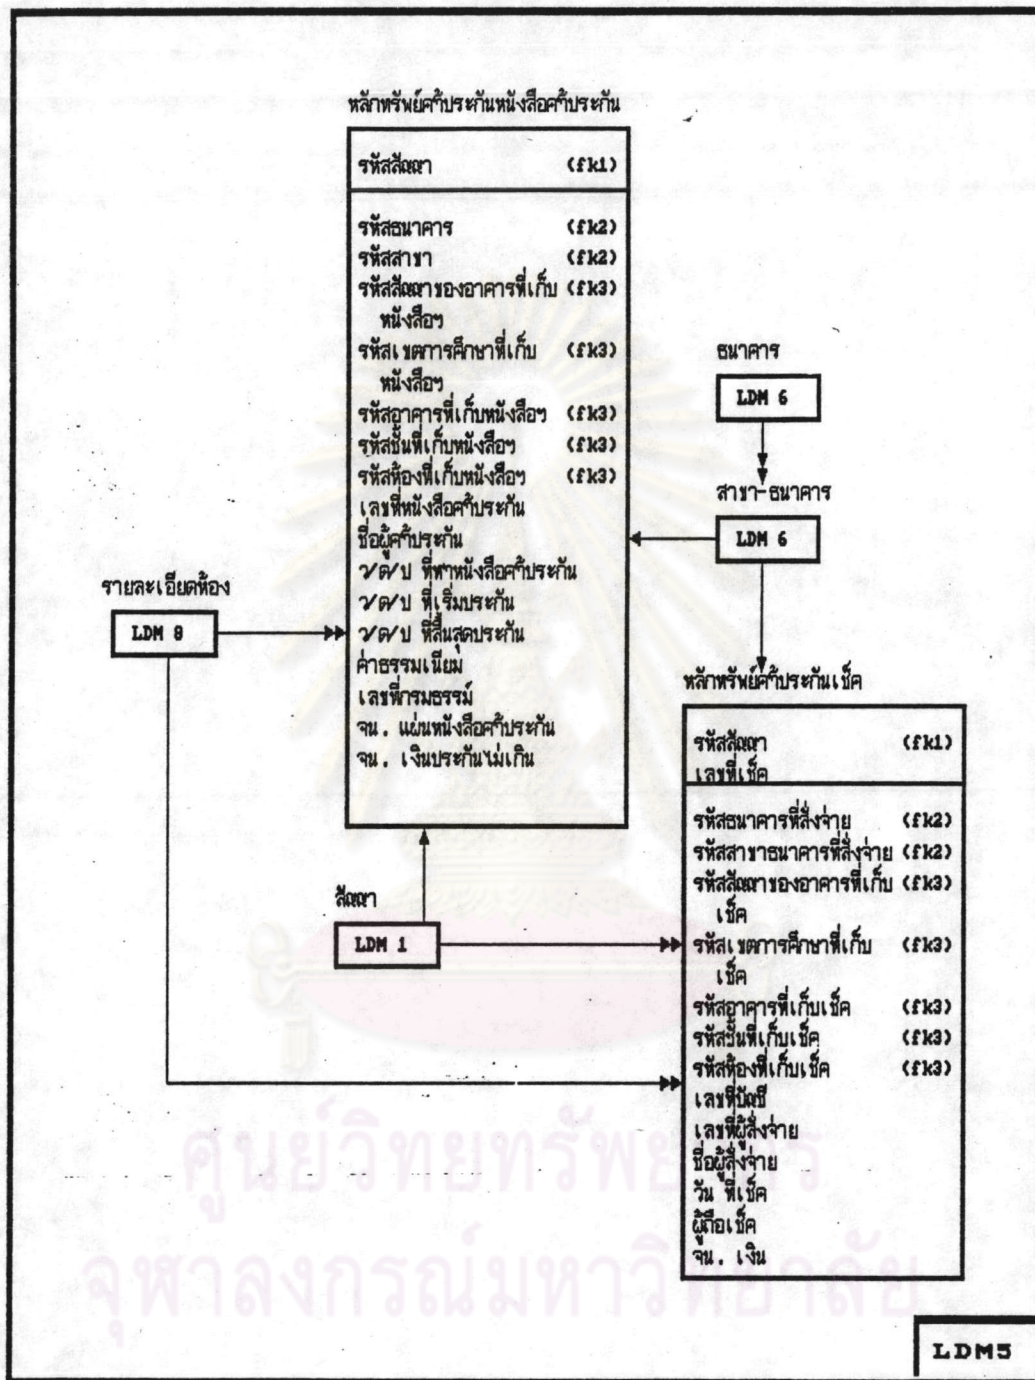 หลักทรัพย์ค้ำประกันหนังสือค้ำประกัน
รหัสสัญญา (fk1)
รหัสธนาคาร (fk2)
รหัสสาขา (fk2)
รหัสสัญญาของอาคารที่เก็บ (fk3)
หนังสือฯ
รหัสเขตการศึกษาที่เก็บ (fk3)
หนังสือฯ
รหัสอาคารที่เก็บหนังสือฯ (fk3)
รหัสชั้นที่เก็บหนังสือฯ (fk3)
รหัสห้องที่เก็บหนังสือฯ (fk3)
เลขที่หนังสือค้ำประกัน
ชื่อผู้ค้ำประกัน
ว/ด/ป ที่ทำหนังสือค้ำประกัน
ว/ด/ป ที่เริ่มประกัน
ว/ด/ป ที่สิ้นสุดประกัน
ค่าธรรมเนียม
เลขที่กรมธรรม์
จน. แผ่นหนังสือค้ำประกัน
จน. เงินประกันไม่เกิน
ธนาคาร
LDM 6
สาขา-ธนาคาร
LDM 6
รายละเอียดห้อง
LDM 8
สัญญา
LDM 1
หลักทรัพย์ค้ำประกันเช็ค
รหัสสัญญา (fk1)
เลขที่เช็ค
รหัสธนาคารที่สั่งจ่าย (fk2)
รหัสสาขาธนาคารที่สั่งจ่าย (fk2)
รหัสสัญญาของอาคารที่เก็บ (fk3)
เช็ค
รหัสเขตการศึกษาที่เก็บ (fk3)
เช็ค
รหัสอาคารที่เก็บเช็ค (fk3)
รหัสชั้นที่เก็บเช็ค (fk3)
รหัสห้องที่เก็บเช็ค (fk3)
เลขที่บัญชี
เลขที่ผู้สั่งจ่าย
ชื่อผู้สั่งจ่าย
วัน ที่เช็ค
ผู้ถือเช็ค
จน. เงิน
ศูนย์วิทยทรัพยากร
จุฬาลงกรณ์มหาวิทยาลัย
LDM5